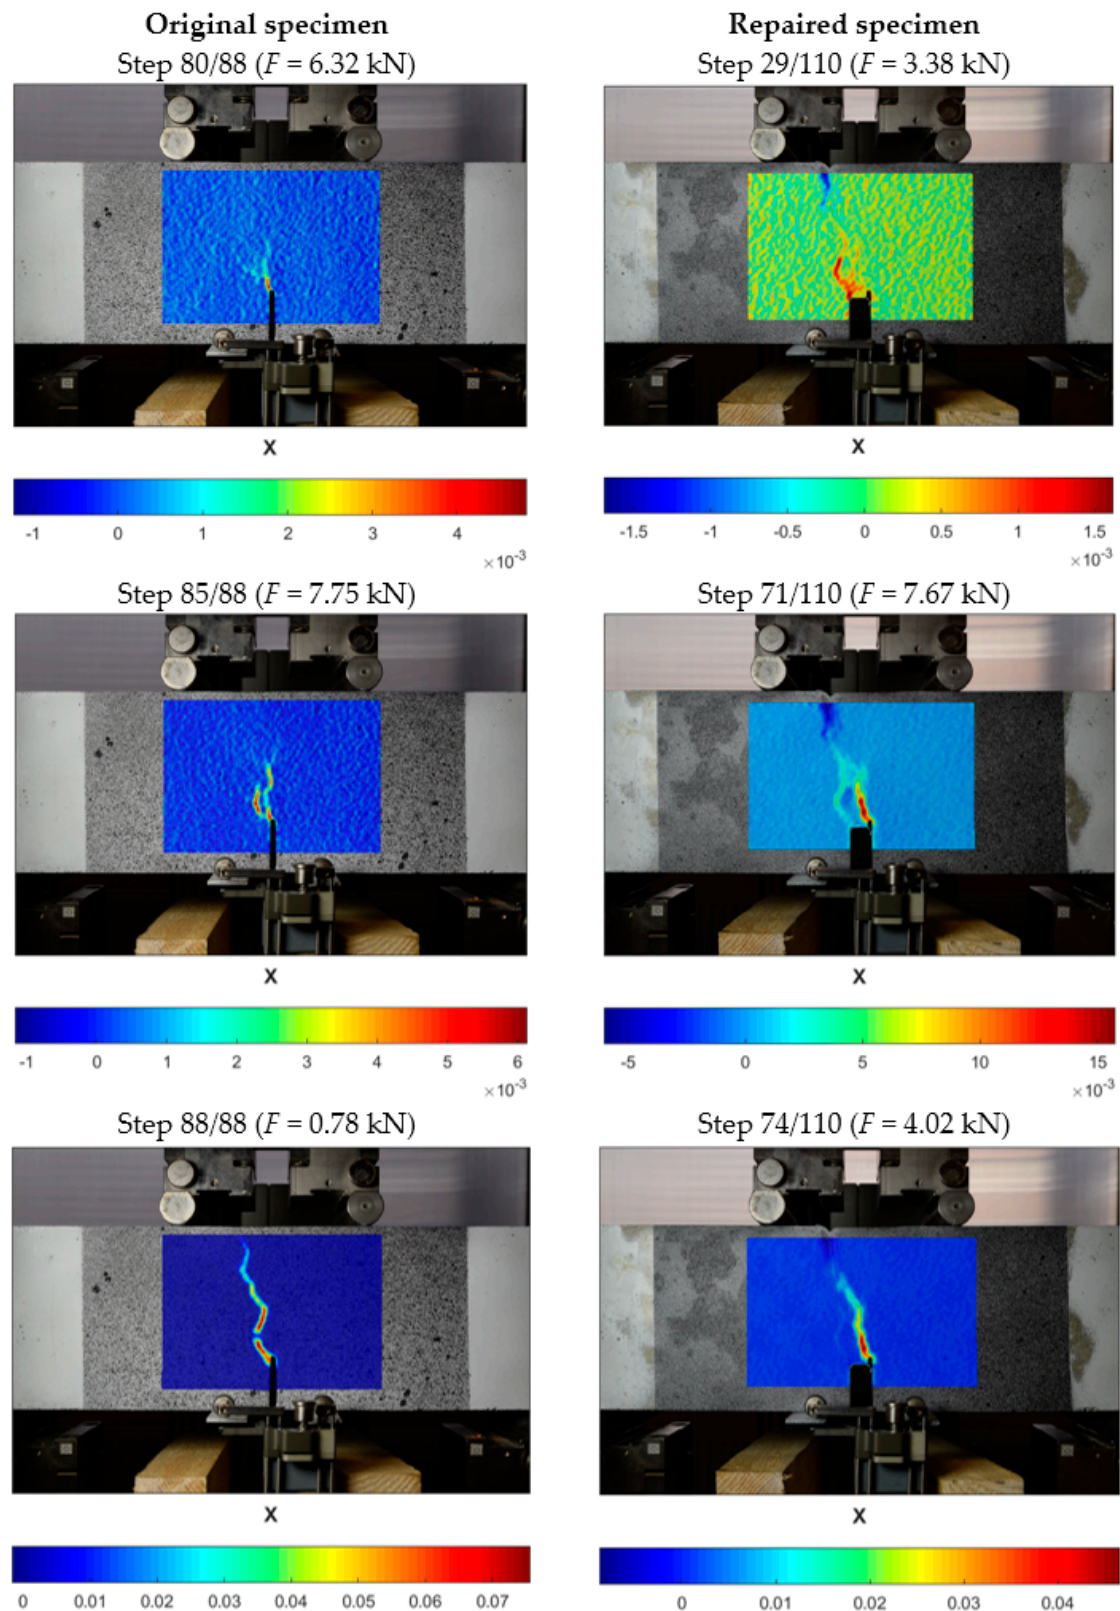 Original specimen
Repaired specimen
Step 80/88 (F = 6.32 kN)
Step 29/110 (F = 3.38 kN)
X
X
-1 0 1 2 3 4
×10-3
-1.5 -1 -0.5 0 0.5 1 1.5
×10-3
Step 85/88 (F = 7.75 kN)
Step 71/110 (F = 7.67 kN)
X
X
-1 0 1 2 3 4 5 6
×10-3
-5 0 5 10 15
×10-3
Step 88/88 (F = 0.78 kN)
Step 74/110 (F = 4.02 kN)
X
X
0 0.01 0.02 0.03 0.04 0.05 0.06 0.07
0 0.01 0.02 0.03 0.04